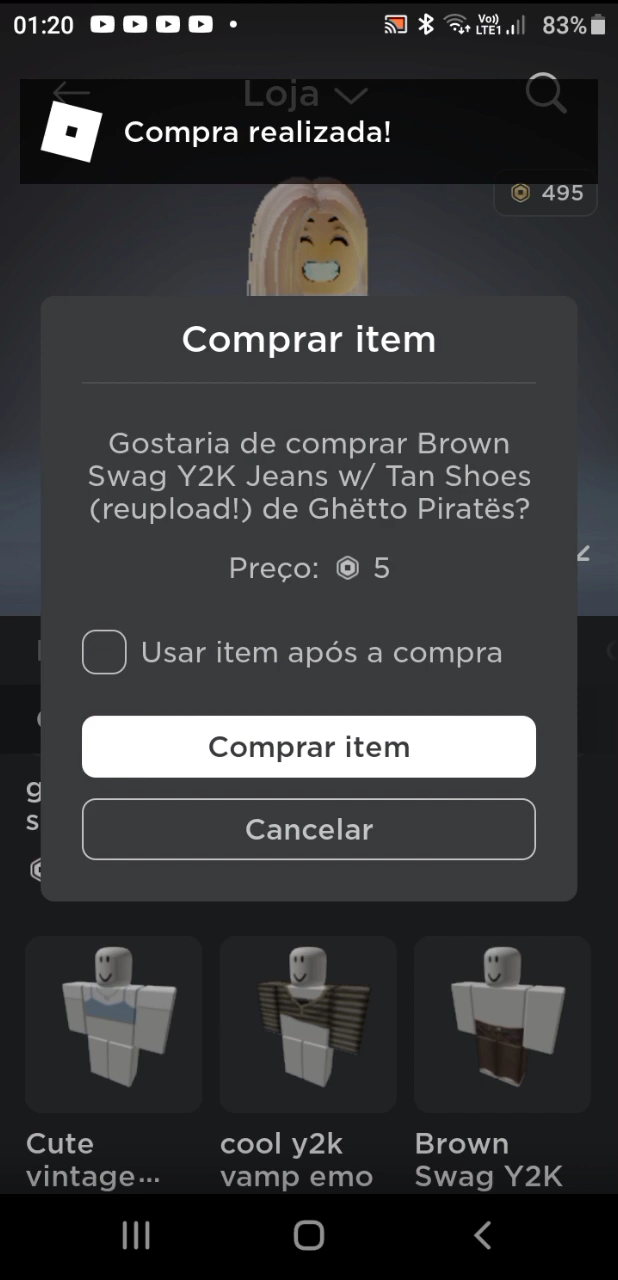 01:20
Vo)) LTE1 83%
Loja
Compra realizada!
495
Comprar item
Gostaria de comprar Brown
Swag Y2K Jeans w/ Tan Shoes
(reupload!) de Ghëtto Piratës?
Preço: 5
Usar item após a compra
Comprar item
Cancelar
g
s
Cute
vintage...
cool y2k
vamp emo
Brown
Swag Y2K